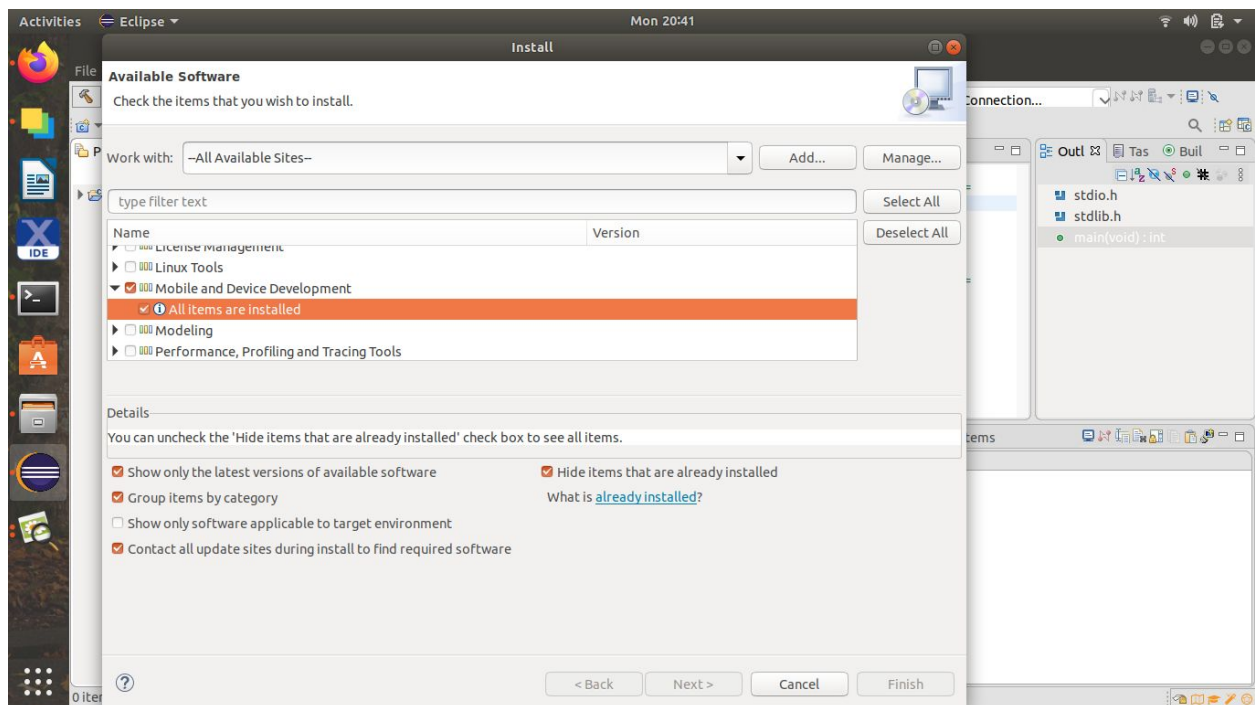 Activities Eclipse Mon 20:41
Install
File
Available Software
Check the items that you wish to install.
Connection...
P Work with: --All Available Sites-- Add... Manage...
Outl Tas Buil
type filter text Select All
stdio.h
stdlib.h
main(void) : int
Name Version Deselect All
License Management
Linux Tools
Mobile and Device Development
All items are installed
Modeling
Performance, Profiling and Tracing Tools
IDE
Details
You can uncheck the 'Hide items that are already installed' check box to see all items.
tems
Show only the latest versions of available software Hide items that are already installed
Group items by category What is already installed?
Show only software applicable to target environment
Contact all update sites during install to find required software
< Back Next > Cancel Finish
0 iter